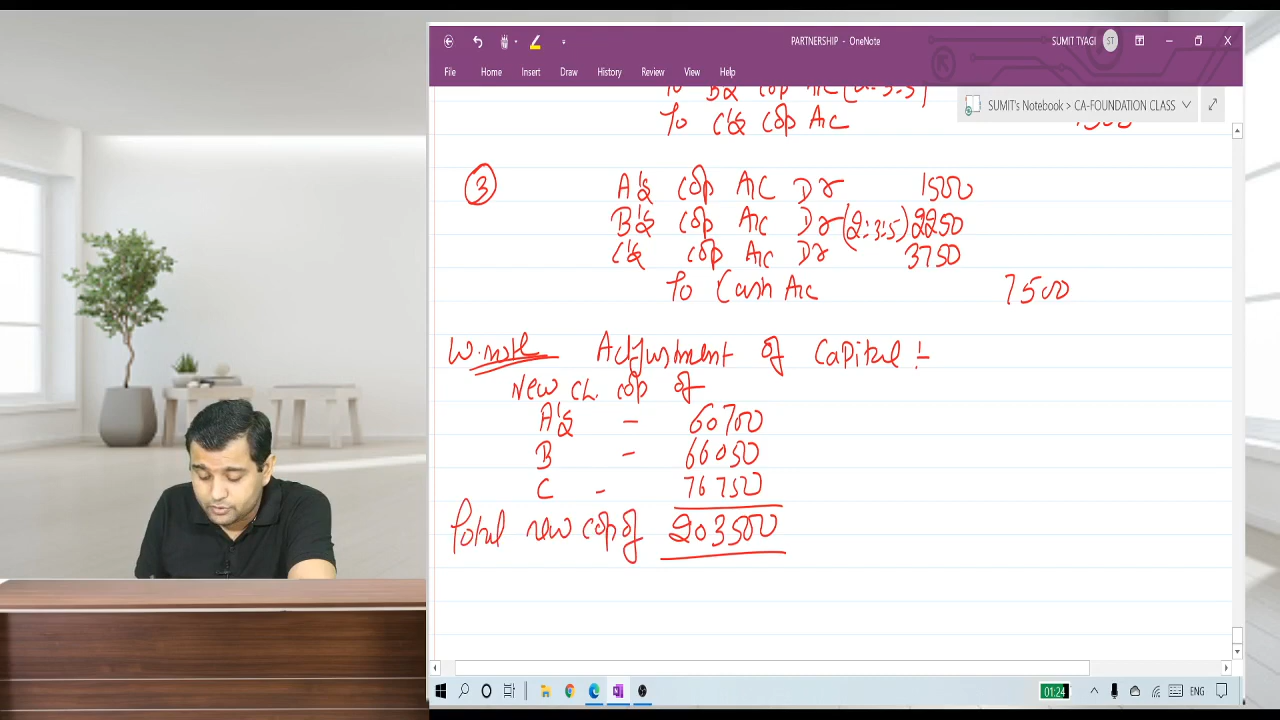 PARTNERSHIP - OneNote
SUMIT TYAGI ST
File Home Insert Draw History Review View Help
SUMIT's Notebook > CA-FOUNDATION CLASS
To C's cap A/c
3
A's cap A/C Dr 1500
B's cap A/c Dr (2:3:5) 2250
C's cap A/c Dr 3750
To Cash A/c 7500
W.note Adjustment of Capital :-
New CL. cap of
A's - 60700
B - 66050
C - 76750
Total new cap of 203500
01:24 ENG